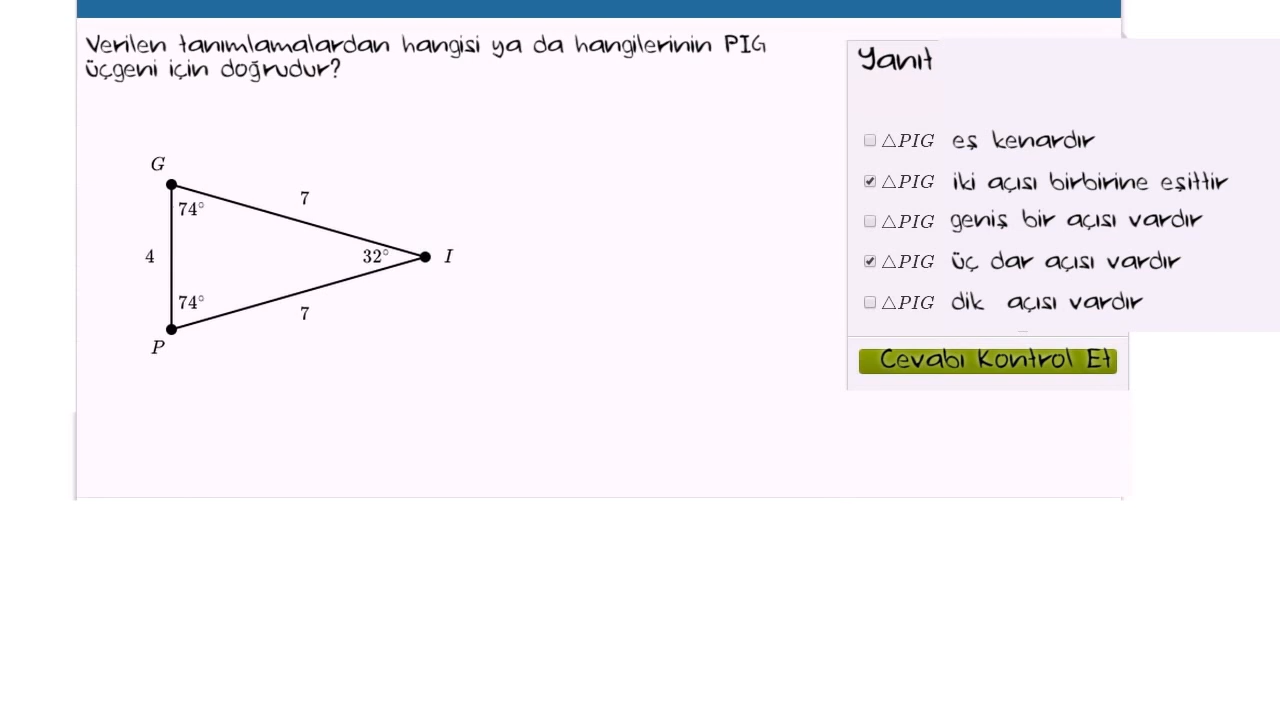 Verilen tanımlamalardan hangisi ya da hangilerinin PIG
üçgeni için doğrudur?
Yanıt
△PIG eş kenardır
△PIG iki açısı birbirine eşittir
△PIG geniş bir açısı vardır
△PIG üç dar açısı vardır
△PIG dik açısı vardır
Cevabı Kontrol Et
G
74°
7
4
32°
I
74°
7
P